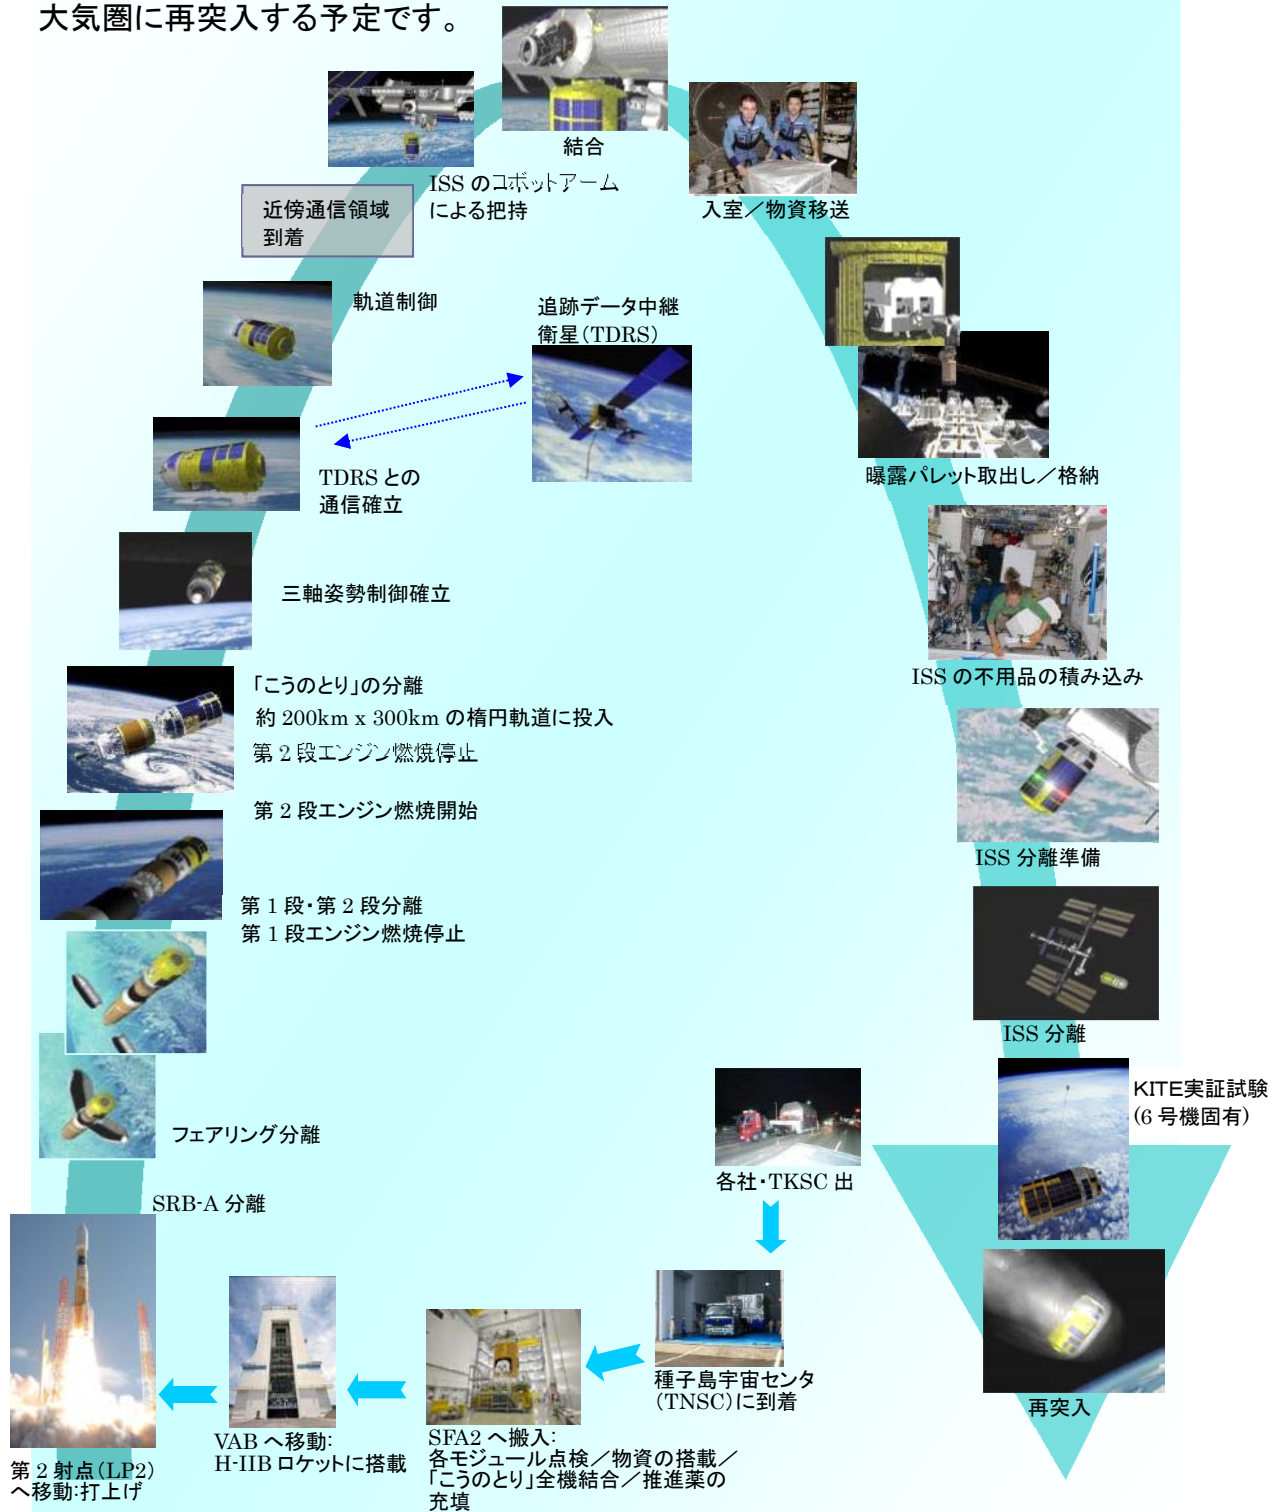 大気圏に再突入する予定です。
結合
ISS のロボットアーム
による把持
入室／物資移送
近傍通信領域
到着
軌道制御
追跡データ中継
衛星（TDRS）
TDRS との
通信確立
曝露パレット取出し／格納
三軸姿勢制御確立
ISS の不用品の積み込み
「こうのとり」の分離
約 200km x 300km の楕円軌道に投入
第 2 段エンジン燃焼停止
第 2 段エンジン燃焼開始
ISS 分離準備
第 1 段・第 2 段分離
第 1 段エンジン燃焼停止
ISS 分離
KITE実証試験
(6 号機固有)
フェアリング分離
各社・TKSC 出
SRB-A 分離
種子島宇宙センタ
（TNSC）に到着
再突入
SFA2 へ搬入：
各モジュール点検／物資の搭載／
「こうのとり」全機結合／推進薬の
充填
VAB へ移動：
H-IIB ロケットに搭載
第 2 射点（LP2）
へ移動：打上げ